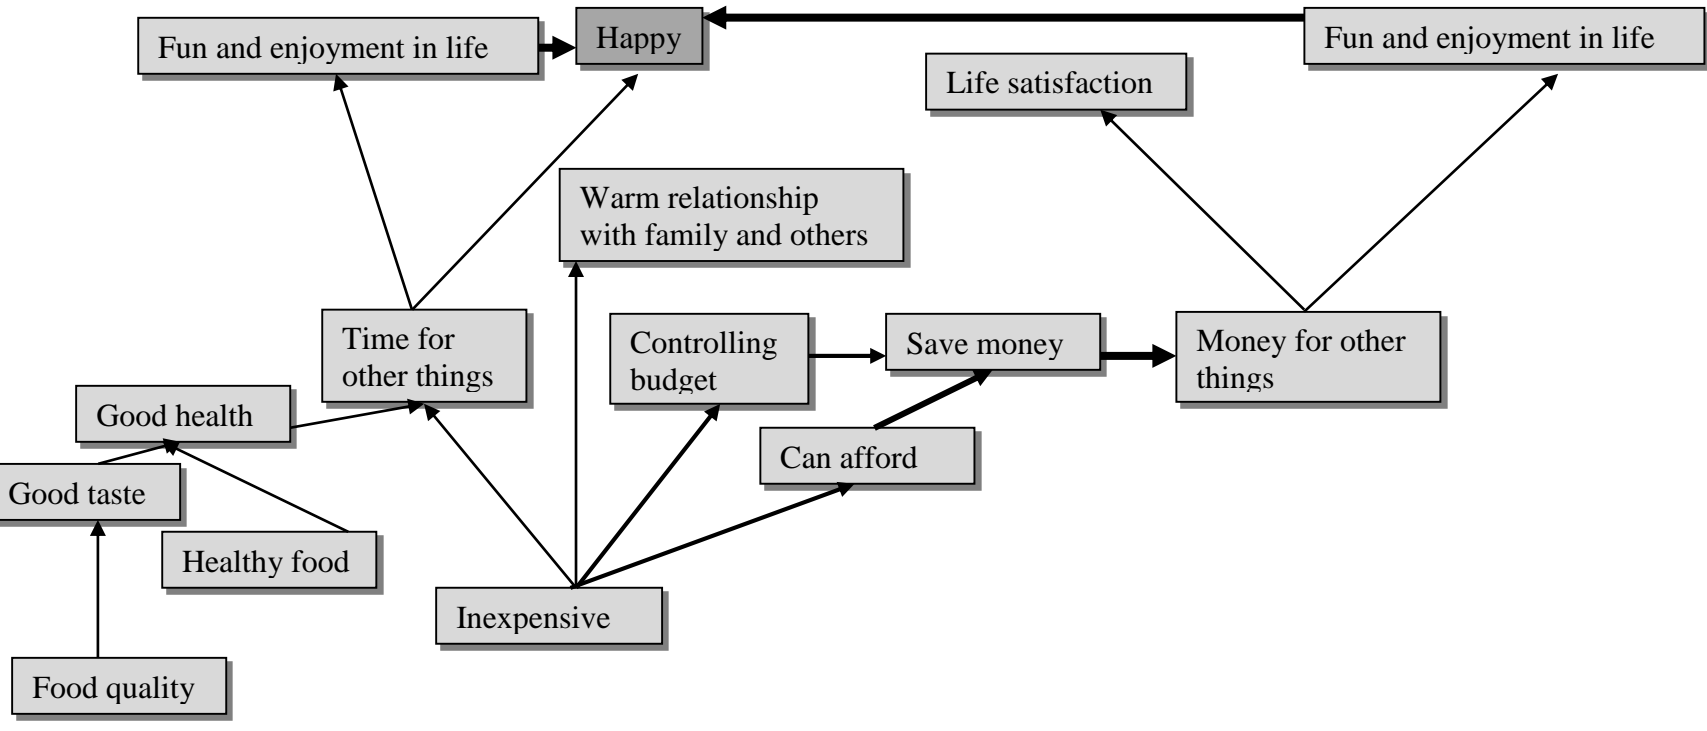 Fun and enjoyment in life
Happy
Fun and enjoyment in life
Life satisfaction
Warm relationship
with family and others
Time for
other things
Controlling
budget
Save money
Money for other
things
Good health
Can afford
Good taste
Healthy food
Inexpensive
Food quality